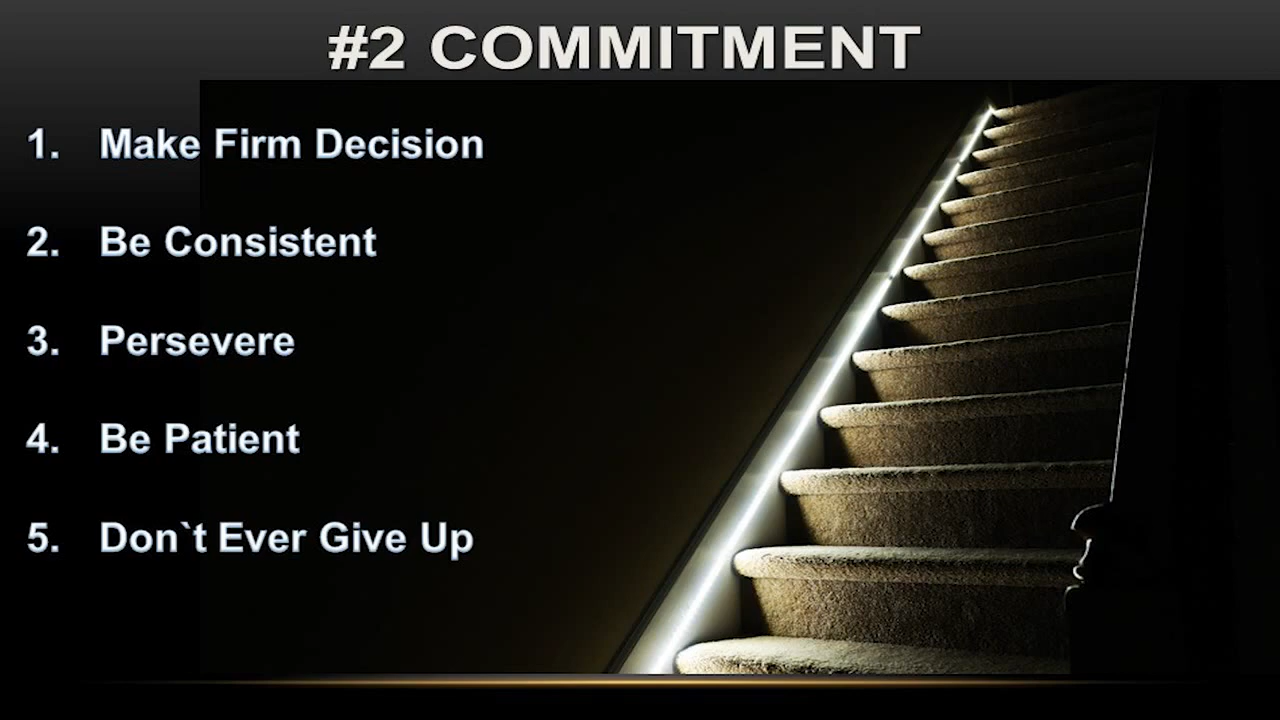 #2 COMMITMENT
1. Make Firm Decision
2. Be Consistent
3. Persevere
4. Be Patient
5. Don`t Ever Give Up